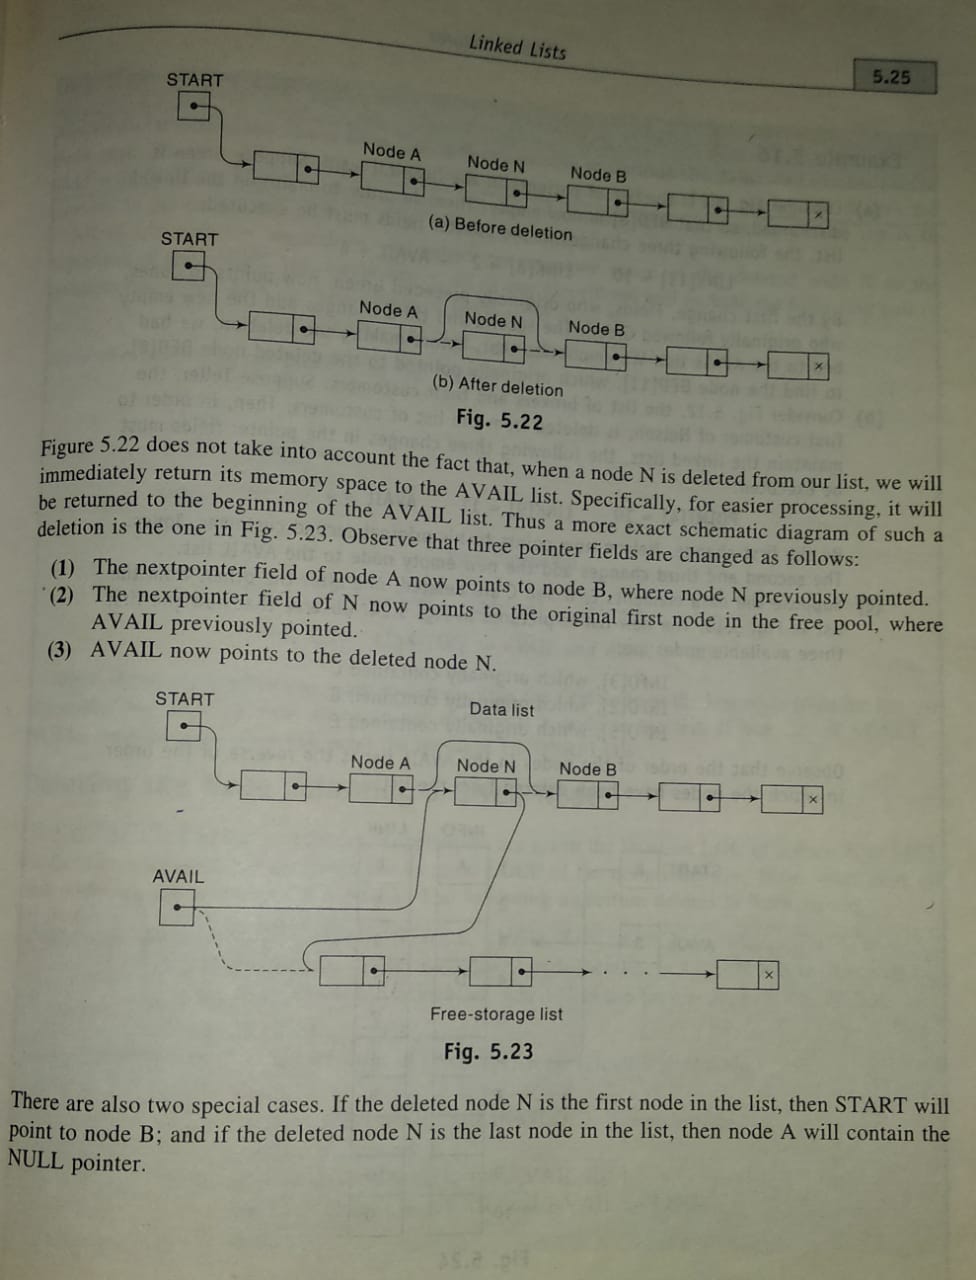 Linked Lists
5.25
START
Node A
Node N
Node B
(a) Before deletion
START
Node A
Node N
Node B
(b) After deletion
Fig. 5.22
Figure 5.22 does not take into account the fact that, when a node N is deleted from our list, we will
immediately return its memory space to the AVAIL list. Specifically, for easier processing, it will
be returned to the beginning of the AVAIL list. Thus a more exact schematic diagram of such a
deletion is the one in Fig. 5.23. Observe that three pointer fields are changed as follows:
(1) The nextpointer field of node A now points to node B, where node N previously pointed.
(2) The nextpointer field of N now points to the original first node in the free pool, where
AVAIL previously pointed.
(3) AVAIL now points to the deleted node N.
START
Data list
Node A
Node N
Node B
AVAIL
Free-storage list
Fig. 5.23
There are also two special cases. If the deleted node N is the first node in the list, then START will
point to node B; and if the deleted node N is the last node in the list, then node A will contain the
NULL pointer.